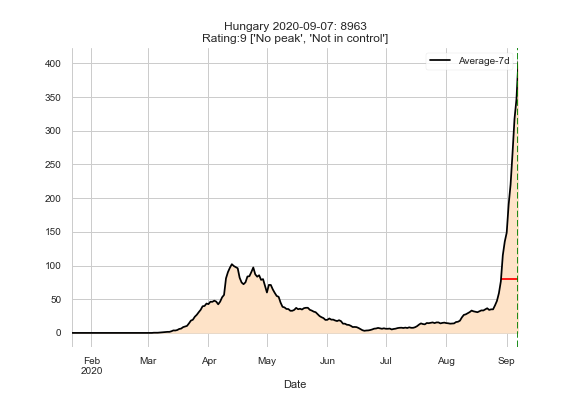 Hungary 2020-09-07: 8963
Rating:9 ['No peak', 'Not in control']
Average-7d
400
350
300
250
200
150
100
50
0
Feb Mar Apr May Jun Jul Aug Sep
2020
Date